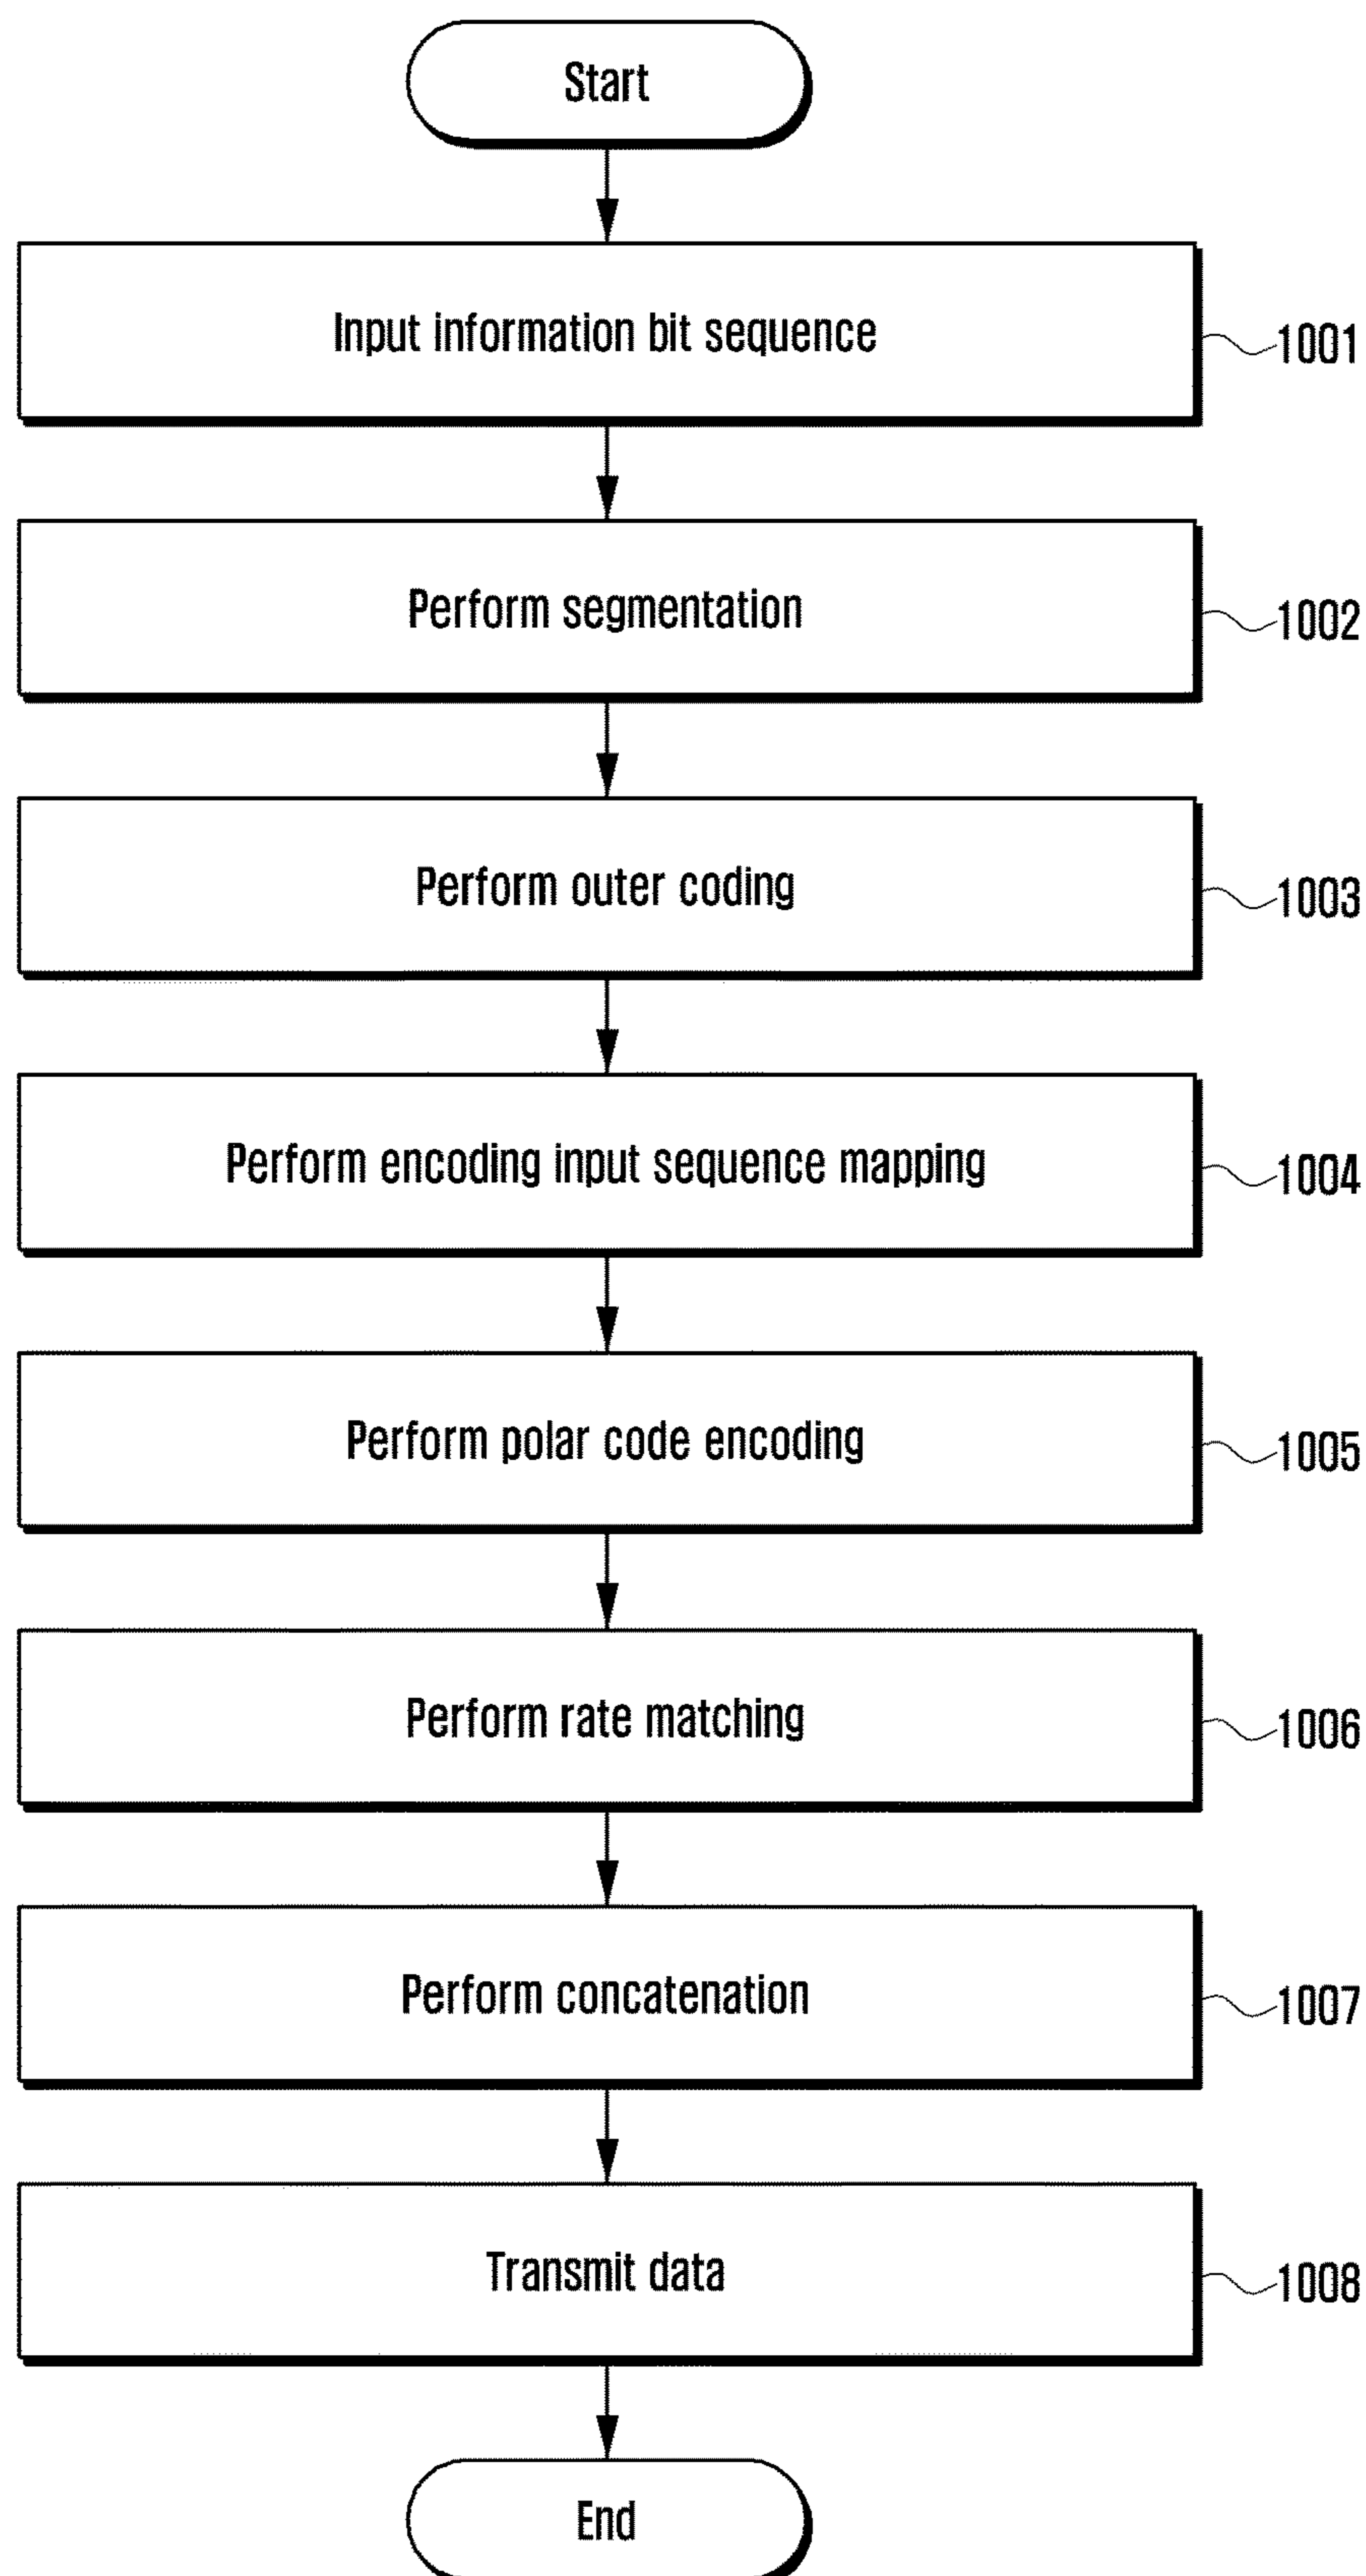 Start
Input information bit sequence
1001
Perform segmentation
1002
Perform outer coding
1003
Perform encoding input sequence mapping
1004
Perform polar code encoding
1005
Perform rate matching
1006
Perform concatenation
1007
Transmit data
1008
End